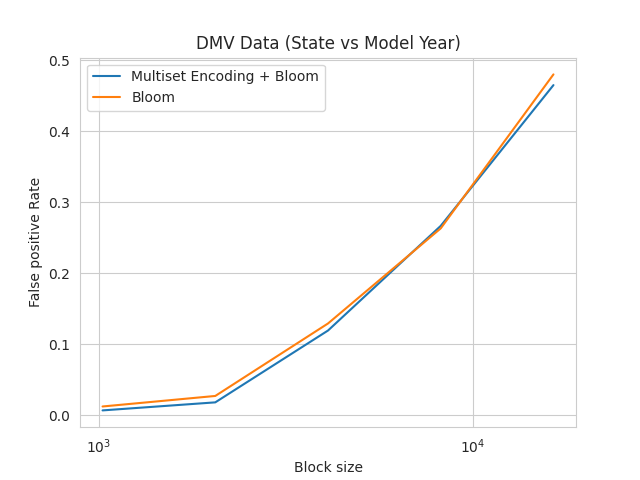 DMV Data (State vs Model Year)
Multiset Encoding + Bloom
Bloom
False positive Rate
0.5
0.4
0.3
0.2
0.1
0.0
10³
10⁴
Block size